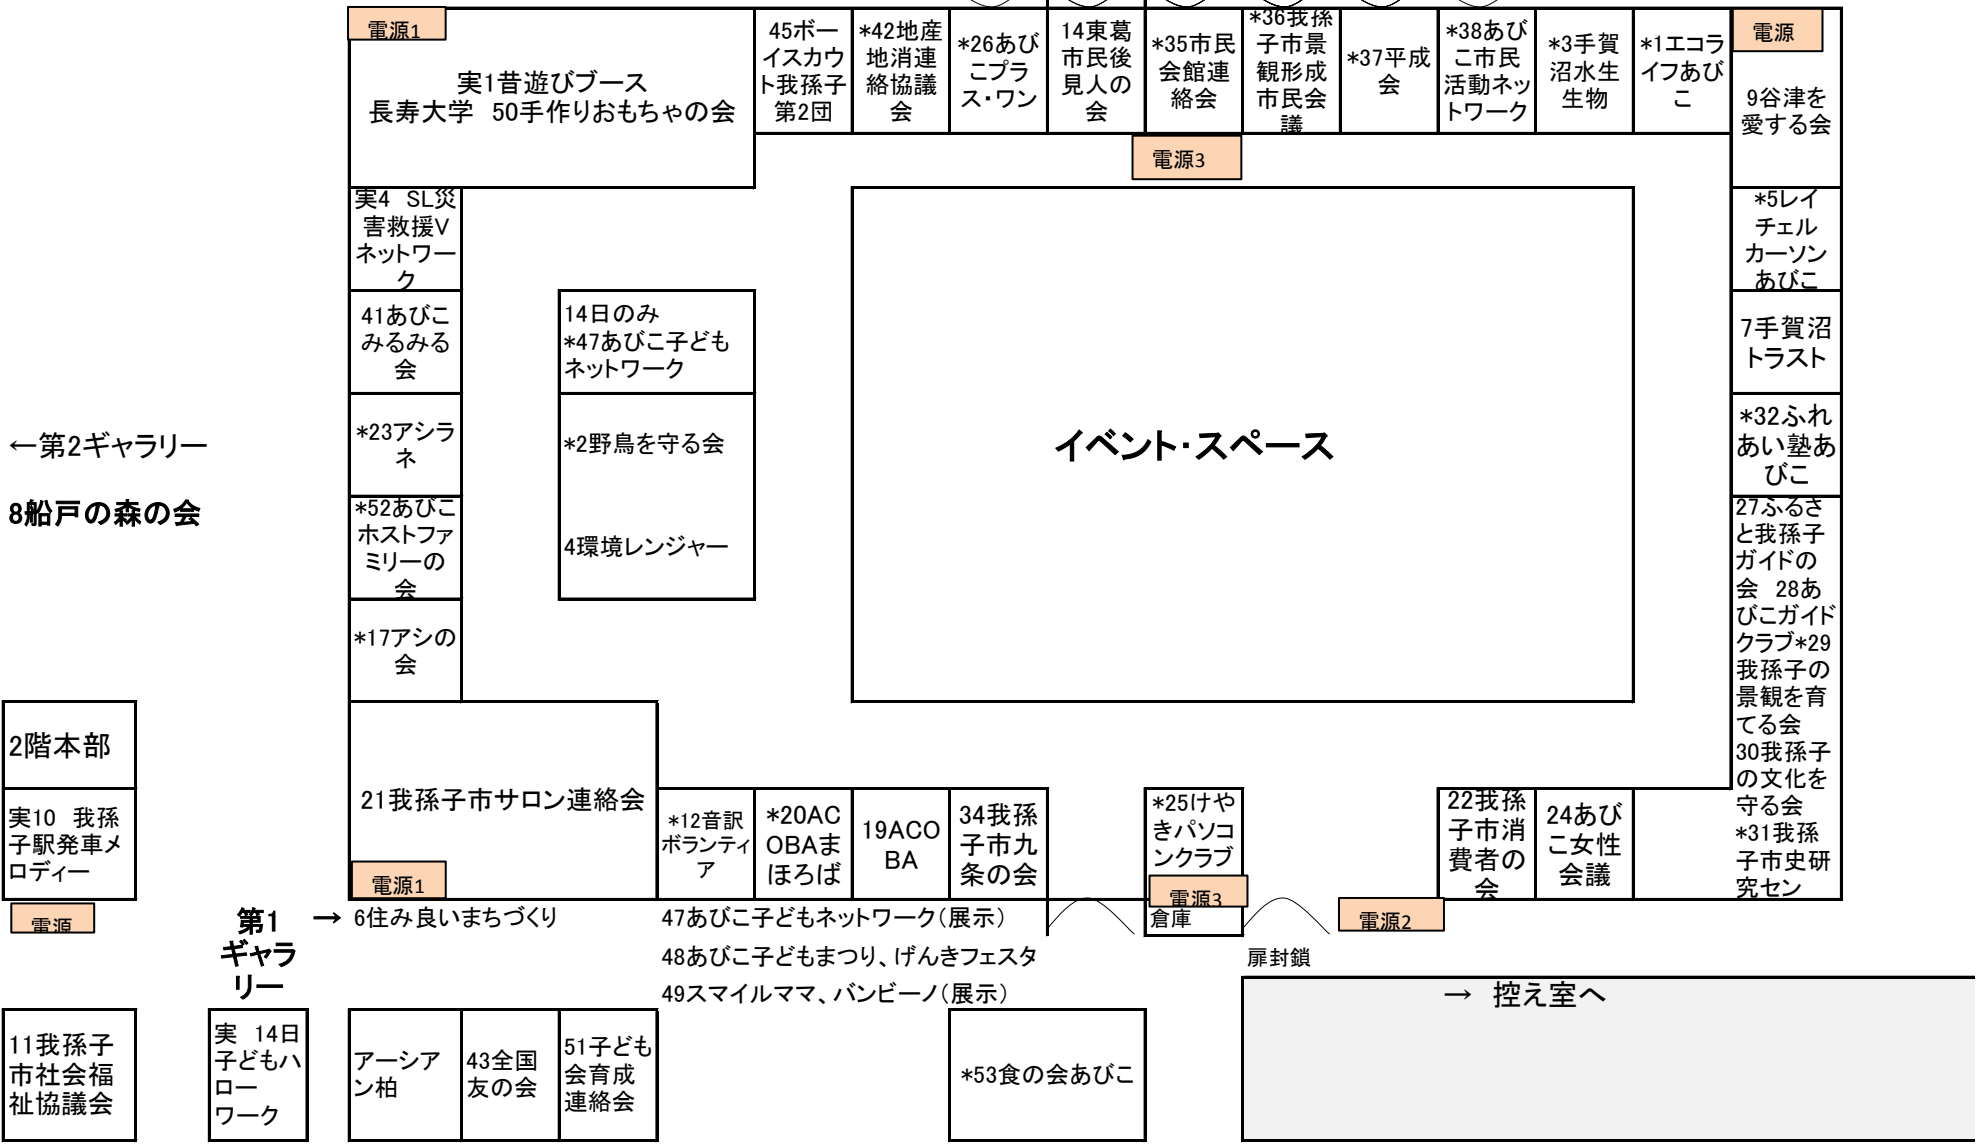 電源1
実1昔遊びブース
長寿大学　50手作りおもちゃの会
45ボー
イスカウ
ト我孫子
第2団
*42地産
地消連
絡協議
会
*26あび
こプラ
ス・ワン
14東葛
市民後
見人の
会
*35市民
会館連
絡会
*36我孫
子市景
観形成
市民会
議
*37平成
会
*38あび
こ市民
活動ネッ
トワーク
*3手賀
沼水生
生物
*1エコラ
イフあび
こ
電源
9谷津を
愛する会
電源3
実4　SL災
害救援V
ネットワー
ク
*5レイ
チェル
カーソン
あびこ
41あびこ
みるみる
会
14日のみ
*47あびこ子ども
ネットワーク
7手賀沼
トラスト
←第2ギャラリー
8船戸の森の会
*23アシラ
ネ
*2野鳥を守る会
イベント・スペース
*32ふれ
あい塾あ
びこ
*52あびこ
ホストファ
ミリーの
会
4環境レンジャー
27ふるさ
と我孫子
ガイドの
会　28あ
びこガイド
クラブ*29
我孫子の
景観を育
てる会
30我孫子
の文化を
守る会
*31我孫
子市史研
究セン
*17アシの
会
2階本部
実10　我孫
子駅発車メ
ロディー
電源
21我孫子市サロン連絡会
電源1
*12音訳
ボランティ
ア
*20AC
OBAま
ほろば
19ACO
BA
34我孫
子市九
条の会
*25けや
きパソコ
ンクラブ
電源3
倉庫
22我孫
子市消
費者の
会
24あび
こ女性
会議
電源2
第1
ギャラ
リー
→ 6住み良いまちづくり
47あびこ子どもネットワーク（展示）
48あびこ子どもまつり、げんきフェスタ
49スマイルママ、バンビーノ（展示）
扉封鎖
→　控え室へ
11我孫子
市社会福
祉協議会
実　14日
子どもハ
ロー
ワーク
アーシア
ン柏
43全国
友の会
51子ども
会育成
連絡会
*53食の会あびこ